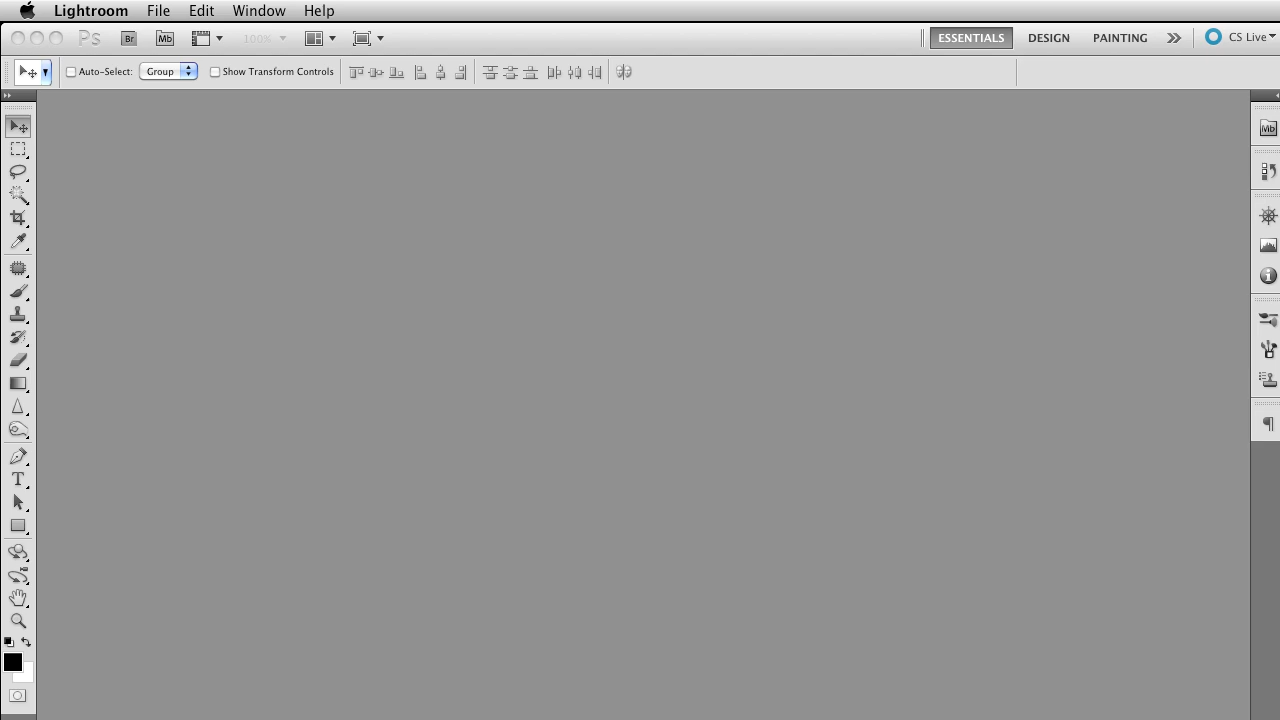 Lightroom File Edit Window Help
Ps Br Mb 100% ESSENTIALS DESIGN PAINTING CS Live
Auto-Select: Group Show Transform Controls
Mb
T